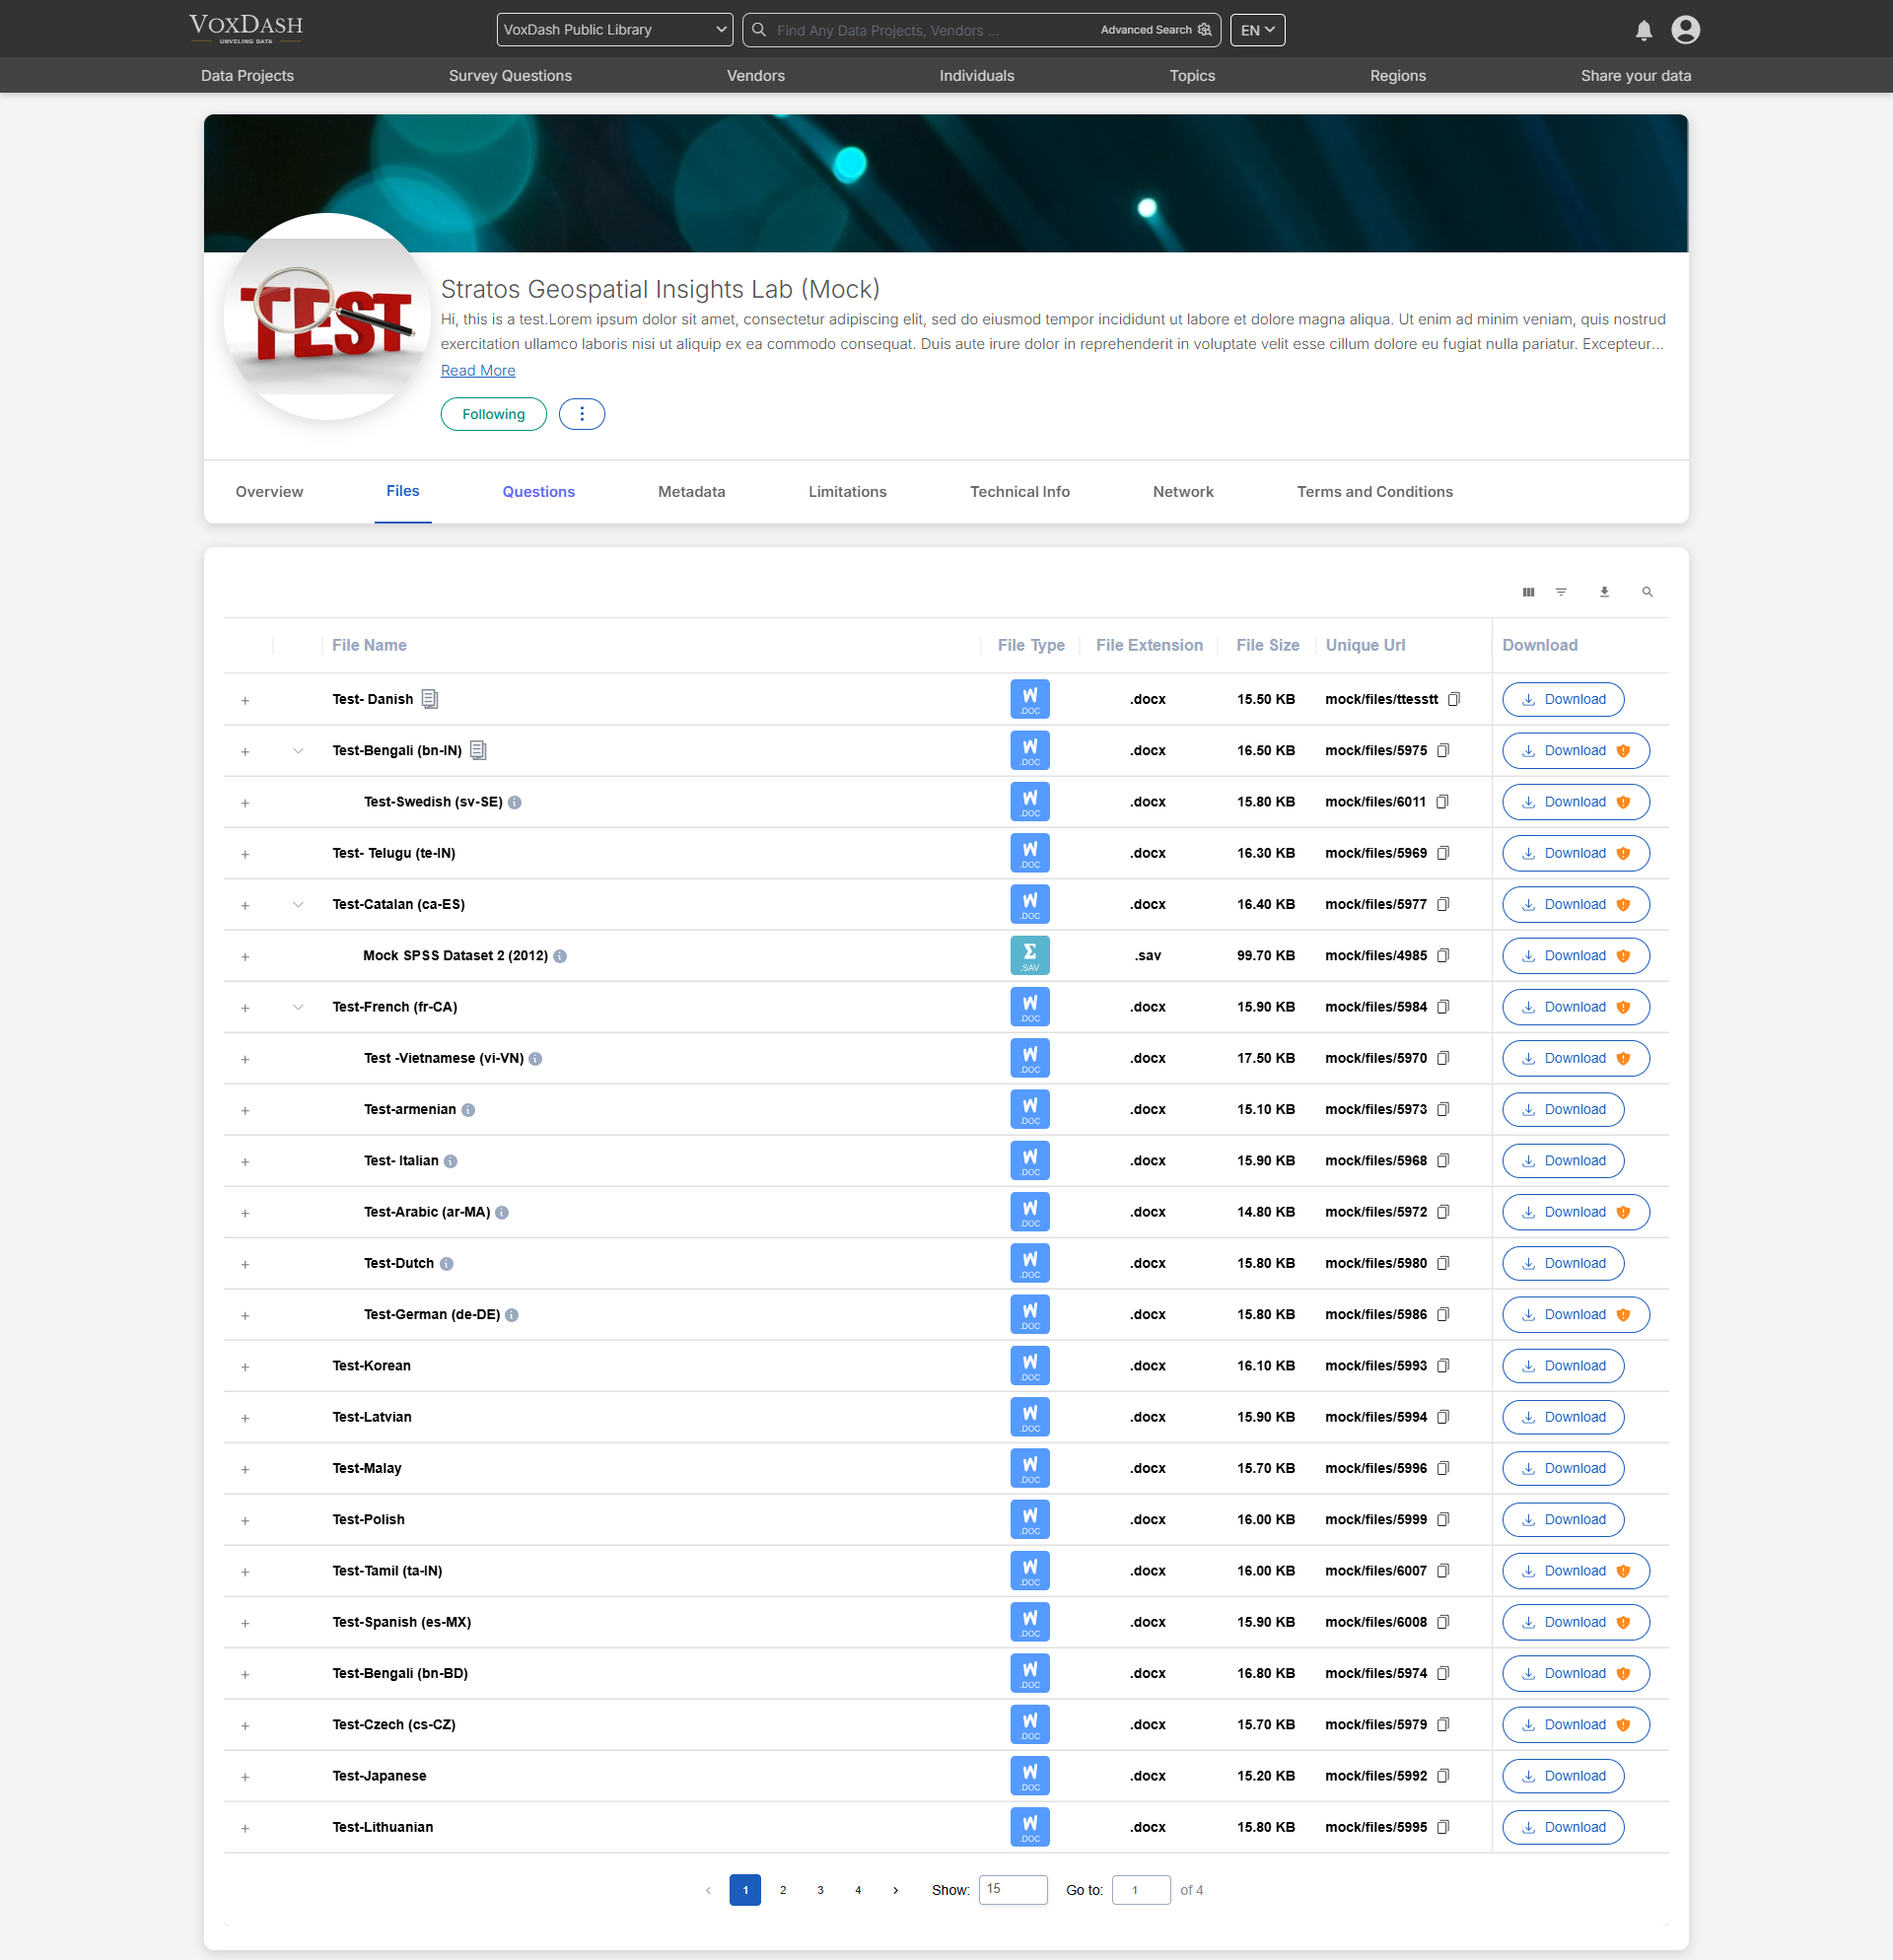 VOXDASH
UNVEILING DATA
VoxDash Public Library
Find Any Data Projects, Vendors ...
Advanced Search
EN
Data Projects
Survey Questions
Vendors
Individuals
Topics
Regions
Share your data
TEST
Stratos Geospatial Insights Lab (Mock)
Hi, this is a test.Lorem ipsum dolor sit amet, consectetur adipiscing elit, sed do eiusmod tempor incididunt ut labore et dolore magna aliqua. Ut enim ad minim veniam, quis nostrud
exercitation ullamco laboris nisi ut aliquip ex ea commodo consequat. Duis aute irure dolor in reprehenderit in voluptate velit esse cillum dolore eu fugiat nulla pariatur. Excepteur...
Read More
Following
Overview
Files
Questions
Metadata
Limitations
Technical Info
Network
Terms and Conditions
File Name File Type File Extension File Size Unique Url Download
Test- Danish W .DOC .docx 15.50 KB mock/files/ttesstt Download
Test-Bengali (bn-IN) W .DOC .docx 16.50 KB mock/files/5975 Download
Test-Swedish (sv-SE) W .DOC .docx 15.80 KB mock/files/6011 Download
Test- Telugu (te-IN) W .DOC .docx 16.30 KB mock/files/5969 Download
Test-Catalan (ca-ES) W .DOC .docx 16.40 KB mock/files/5977 Download
Mock SPSS Dataset 2 (2012) Σ .SAV .sav 99.70 KB mock/files/4985 Download
Test-French (fr-CA) W .DOC .docx 15.90 KB mock/files/5984 Download
Test -Vietnamese (vi-VN) W .DOC .docx 17.50 KB mock/files/5970 Download
Test-armenian W .DOC .docx 15.10 KB mock/files/5973 Download
Test- Italian W .DOC .docx 15.90 KB mock/files/5968 Download
Test-Arabic (ar-MA) W .DOC .docx 14.80 KB mock/files/5972 Download
Test-Dutch W .DOC .docx 15.80 KB mock/files/5980 Download
Test-German (de-DE) W .DOC .docx 15.80 KB mock/files/5986 Download
Test-Korean W .DOC .docx 16.10 KB mock/files/5993 Download
Test-Latvian W .DOC .docx 15.90 KB mock/files/5994 Download
Test-Malay W .DOC .docx 15.70 KB mock/files/5996 Download
Test-Polish W .DOC .docx 16.00 KB mock/files/5999 Download
Test-Tamil (ta-IN) W .DOC .docx 16.00 KB mock/files/6007 Download
Test-Spanish (es-MX) W .DOC .docx 15.90 KB mock/files/6008 Download
Test-Bengali (bn-BD) W .DOC .docx 16.80 KB mock/files/5974 Download
Test-Czech (cs-CZ) W .DOC .docx 15.70 KB mock/files/5979 Download
Test-Japanese W .DOC .docx 15.20 KB mock/files/5992 Download
Test-Lithuanian W .DOC .docx 15.80 KB mock/files/5995 Download
1 2 3 4 Show: 15 Go to: 1 of 4